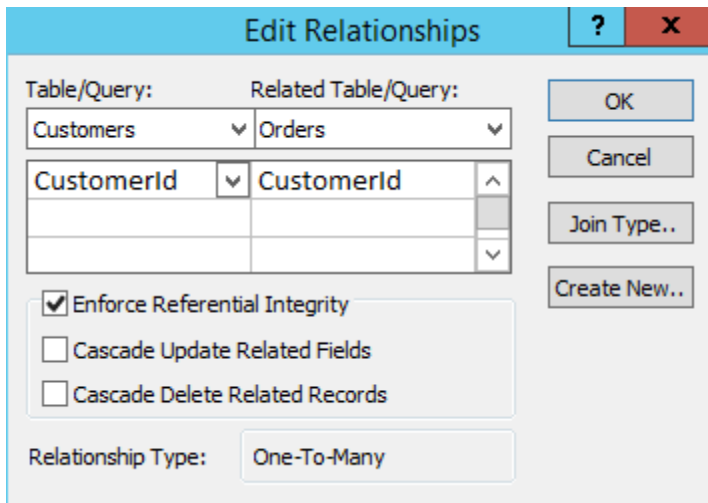 Edit Relationships ? x
Table/Query: Related Table/Query:
OK
Customers Orders
Cancel
CustomerId CustomerId
Join Type..
Create New..
Enforce Referential Integrity
Cascade Update Related Fields
Cascade Delete Related Records
Relationship Type: One-To-Many